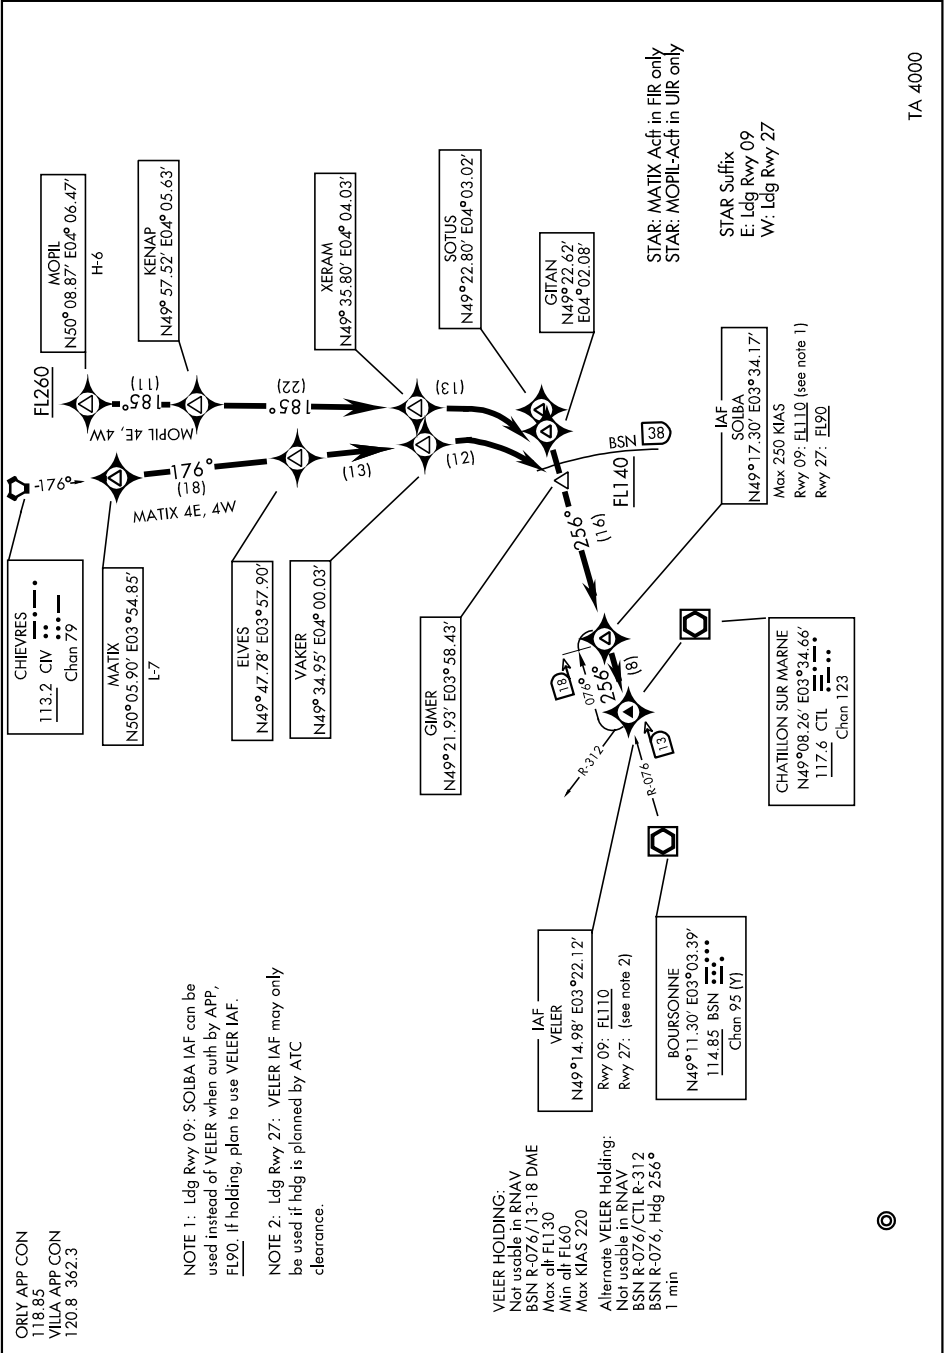 ORLY APP CON
118.85
VILLA APP CON
120.8 362.3
NOTE 1: Ldg Rwy 09: SOLBA IAF can be
used instead of VELER when auth by APP,
FL90. If holding, plan to use VELER IAF.
NOTE 2: Ldg Rwy 27: VELER IAF may only
be used if hdg is planned by ATC
clearance.
VELER HOLDING:
Not usable in RNAV
BSN R-076/13-18 DME
Max alt FL130
Min alt FL60
Max KIAS 220
Alternate VELER Holding:
Not usable in RNAV
BSN R-076/CTL R-312
BSN R-076, Hdg 256°
1 min
CHIEVRES
113.2 CIV
Chan 79
-176°
MATIX
N50°05.90' E03°54.85'
L-7
176°
(18)
MATIX 4E, 4W
ELVES
N49°47.78' E03°57.90'
(13)
VAKER
N49°34.95' E04°00.03'
(12)
MOPIL
N50°08.87' E04°06.47'
H-6
FL260
185°
(11)
MOPIL 4E, 4W
KENAP
N49°57.52' E04°05.63'
185°
(22)
XERAM
N49°35.80' E04°04.03'
(13)
SOTUS
N49°22.80' E04°03.02'
GITAN
N49°22.62'
E04°02.08'
BSN 38
FL140
GIMER
N49°21.93' E03°58.43'
256°
(16)
IAF
SOLBA
N49°17.30' E03°34.17'
Max 250 KIAS
Rwy 09: FL110 (see note 1)
Rwy 27: FL90
18
076°
256°
(8)
R-312
13
R-076
IAF
VELER
N49°14.98' E03°22.12'
Rwy 09: FL110
Rwy 27: (see note 2)
BOURSONNE
N49°11.30' E03°03.39'
114.85 BSN
Chan 95 (Y)
CHATILLON SUR MARNE
N49°08.26' E03°34.66'
117.6 CTL
Chan 123
STAR: MATIX Acft in FIR only
STAR: MOPIL-Acft in UIR only
STAR Suffix
E: Ldg Rwy 09
W: Ldg Rwy 27
TA 4000